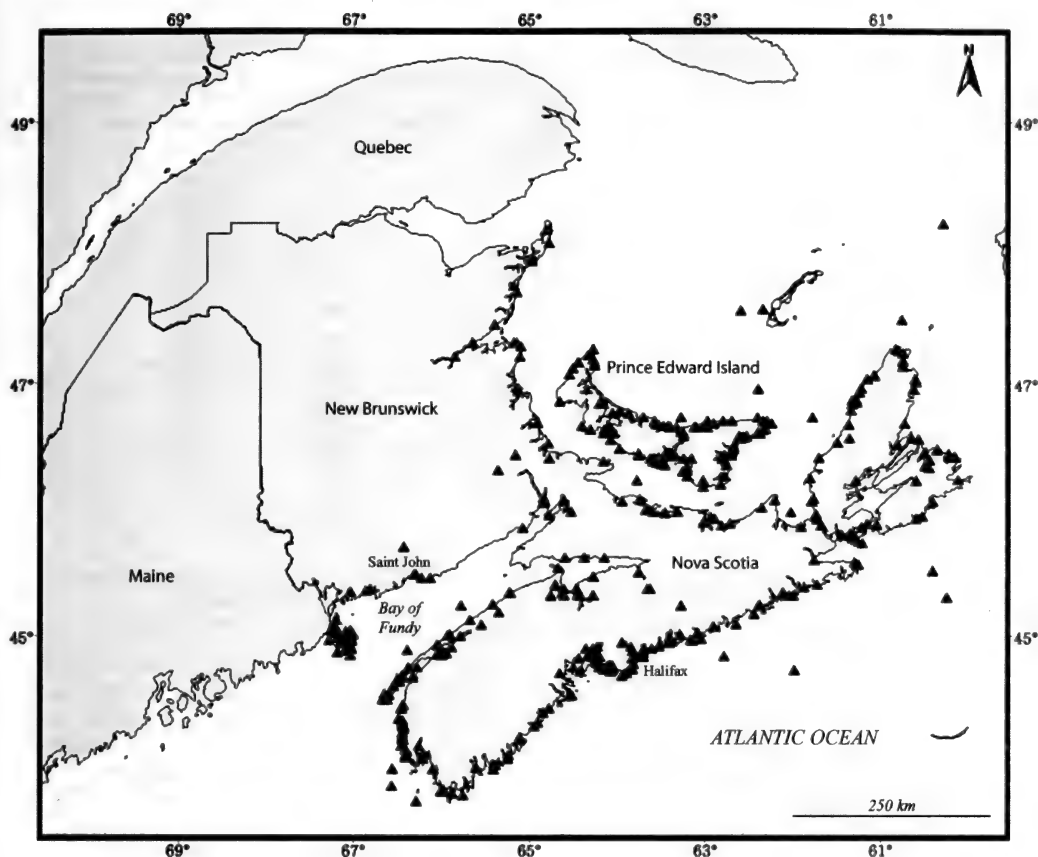 69° 67° 65° 63° 61°
N
49° 49°
Quebec
47° 47°
Prince Edward Island
New Brunswick
Saint John
Nova Scotia
Maine
Bay of
Fundy
45° 45°
Halifax
ATLANTIC OCEAN
250 km
69° 67° 65° 63° 61°